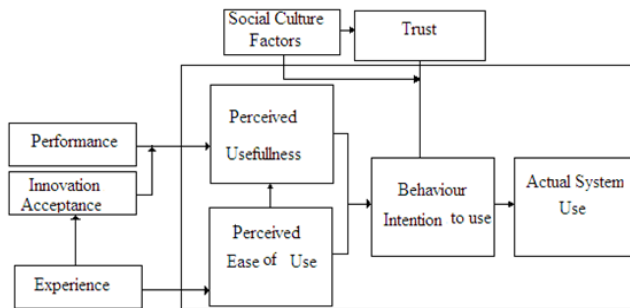 Social Culture
Factors
Trust
Performance
Perceived
Usefullness
Innovation
Acceptance
Behaviour
Intention to use
Actual System
Use
Experience
Perceived
Ease of Use